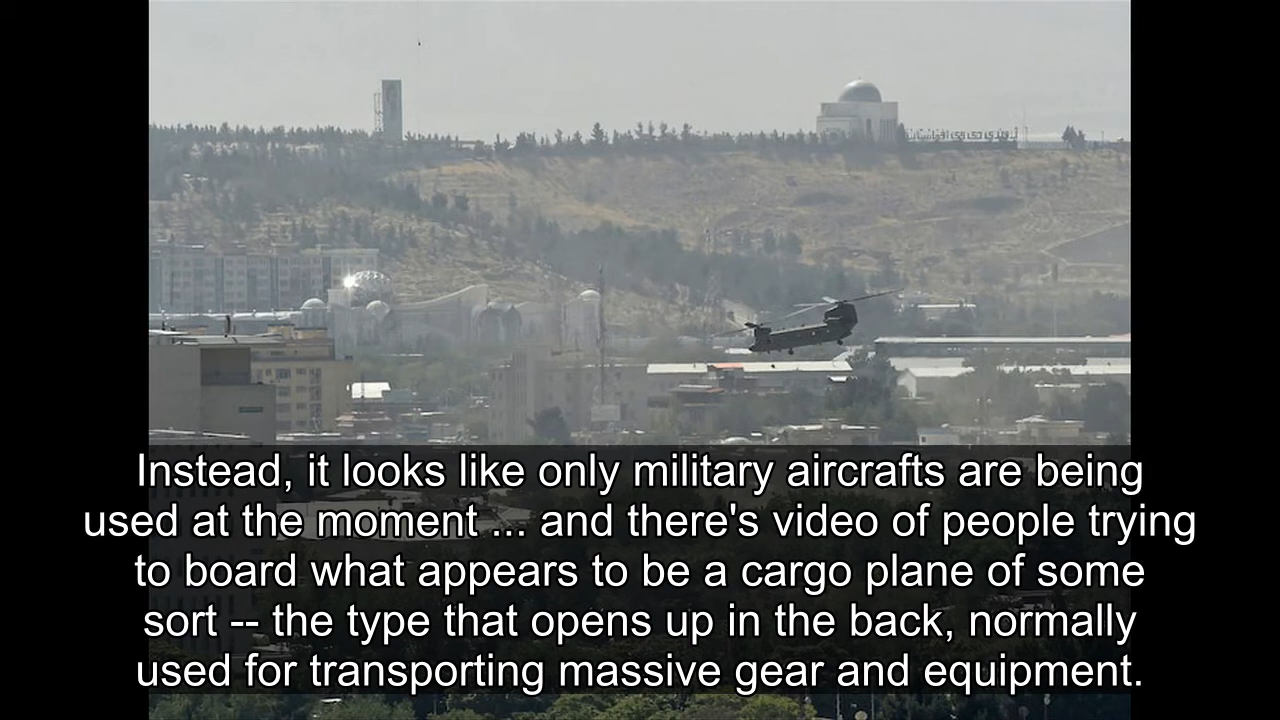 Instead, it looks like only military aircrafts are being
used at the moment ... and there's video of people trying
to board what appears to be a cargo plane of some
sort -- the type that opens up in the back, normally
used for transporting massive gear and equipment.